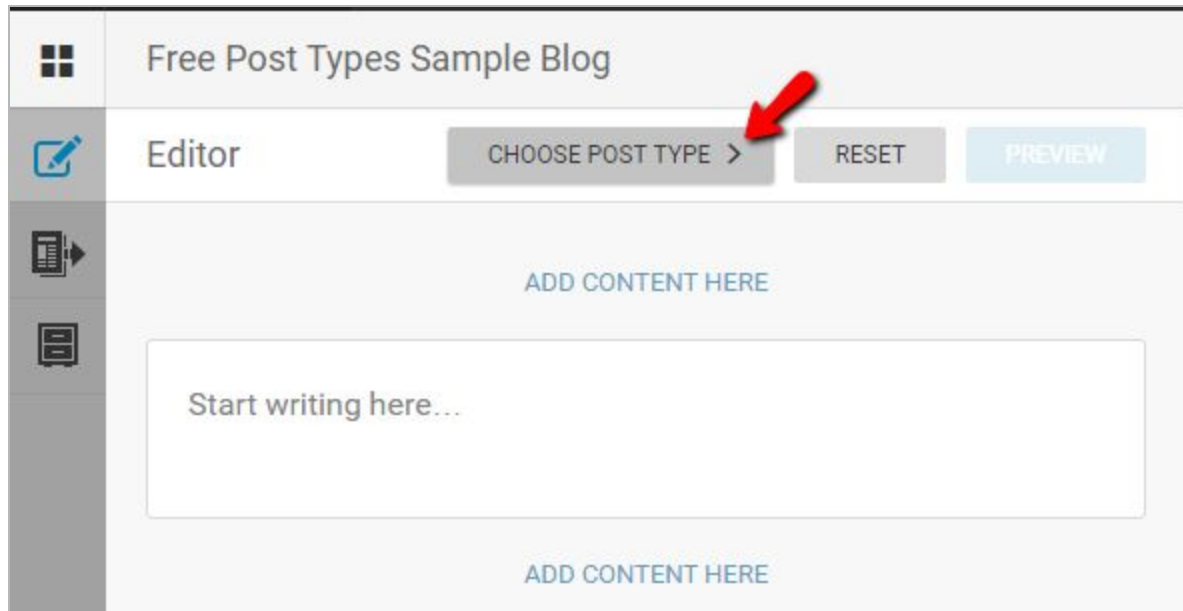 Free Post Types Sample Blog
Editor
CHOOSE POST TYPE >
RESET
PREVIEW
ADD CONTENT HERE
Start writing here...
ADD CONTENT HERE